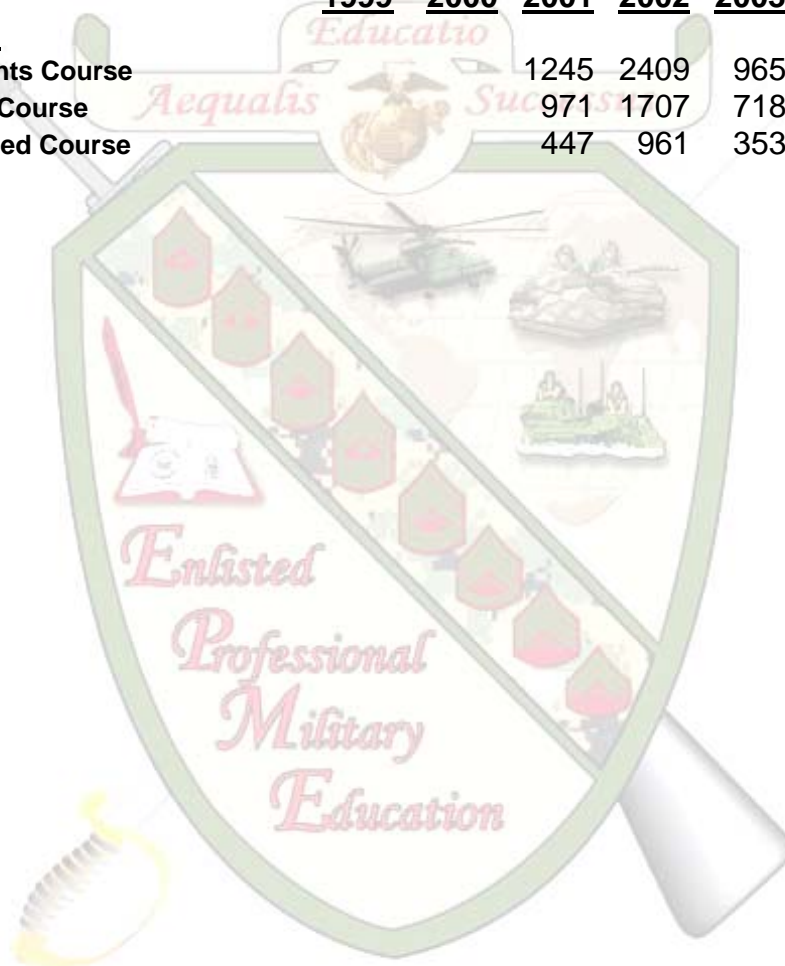 1999 2000 2001 2002 2003
Educatio
nts Course 1245 2409 965
Aequalis Successus
Course 971 1707 718
ed Course 447 961 353
Enlisted
Professional
Military
Education